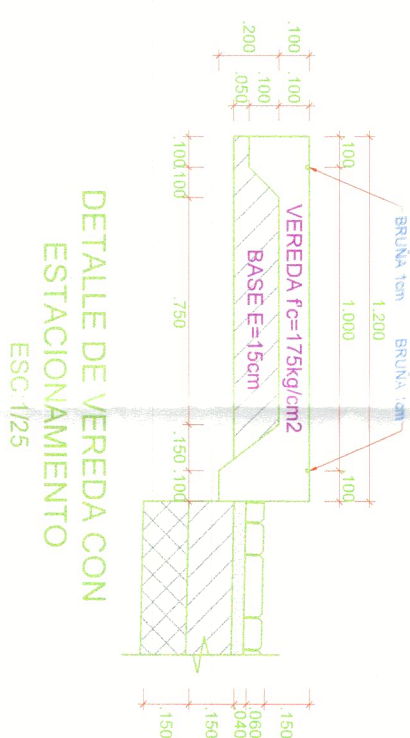 BRUÑA 1cm
BRUÑA 1cm
1.200
.100
1.000
.100
.100
.100
.100
.200
.050
VEREDA f'c=175kg/cm2
BASE E=15cm
.100
.100
.750
.150
.100
.150
.060
.040
.150
.150
DETALLE DE VEREDA CON
ESTACIONAMIENTO
ESC:1/25